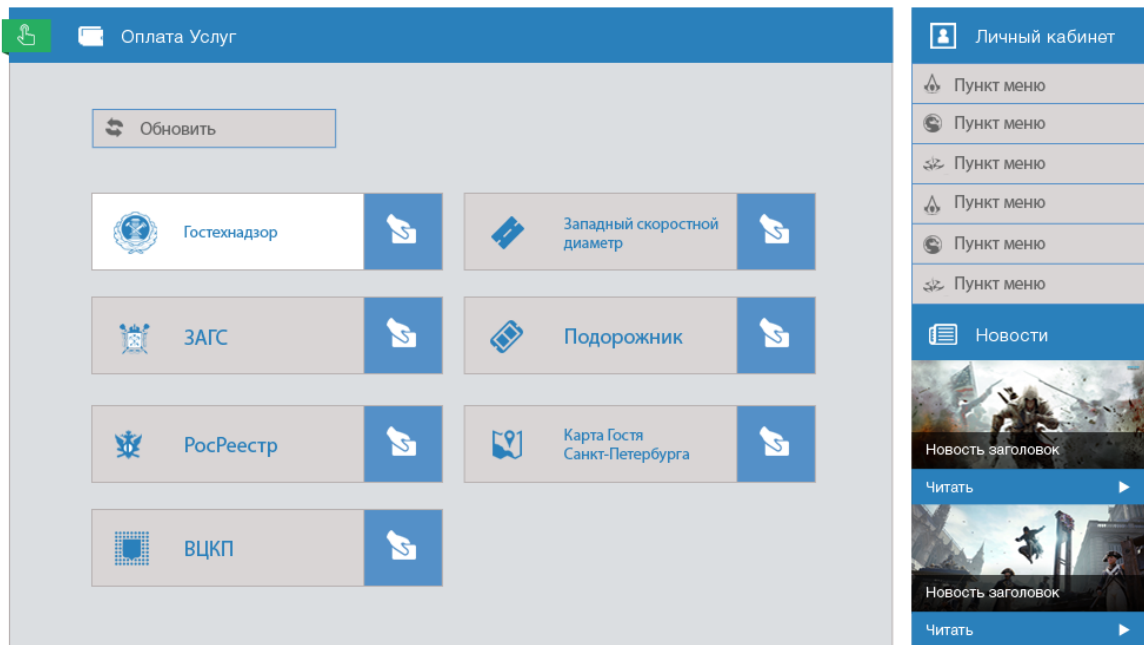 Оплата Услуг
Обновить
Гостехнадзор
Западный скоростной
диаметр
ЗАГС
Подорожник
РосРеестр
Карта Гостя
Санкт-Петербурга
ВЦКП
Личный кабинет
Пункт меню
Пункт меню
Пункт меню
Пункт меню
Пункт меню
Пункт меню
Новости
Новость заголовок
Читать
Новость заголовок
Читать